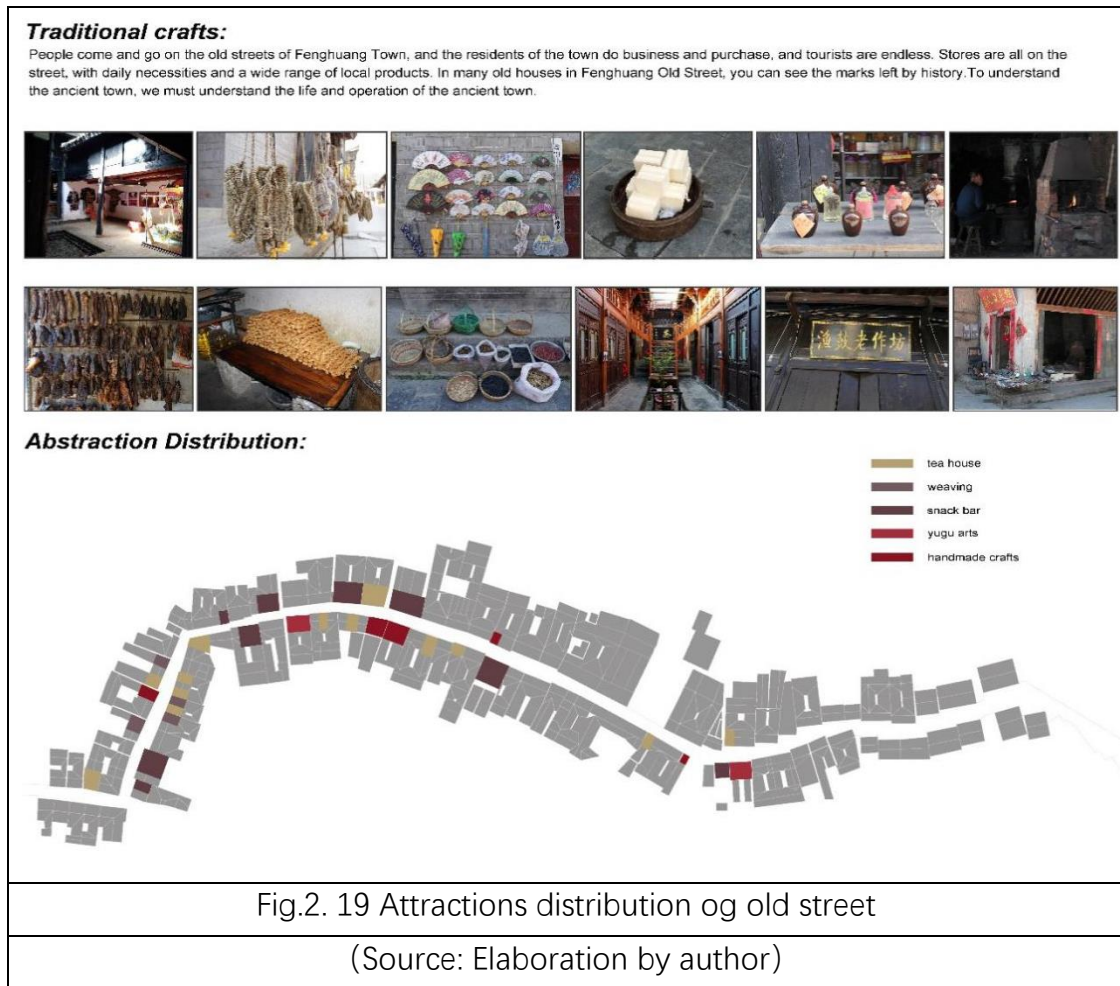 Traditional crafts:
People come and go on the old streets of Fenghuang Town, and the residents of the town do business and purchase, and tourists are endless. Stores are all on the
street, with daily necessities and a wide range of local products. In many old houses in Fenghuang Old Street, you can see the marks left by history.To understand
the ancient town, we must understand the life and operation of the ancient town.
渔鼓老作坊
Abstraction Distribution:
tea house
weaving
snack bar
yugu arts
handmade crafts
Fig.2. 19 Attractions distribution og old street
(Source: Elaboration by author)